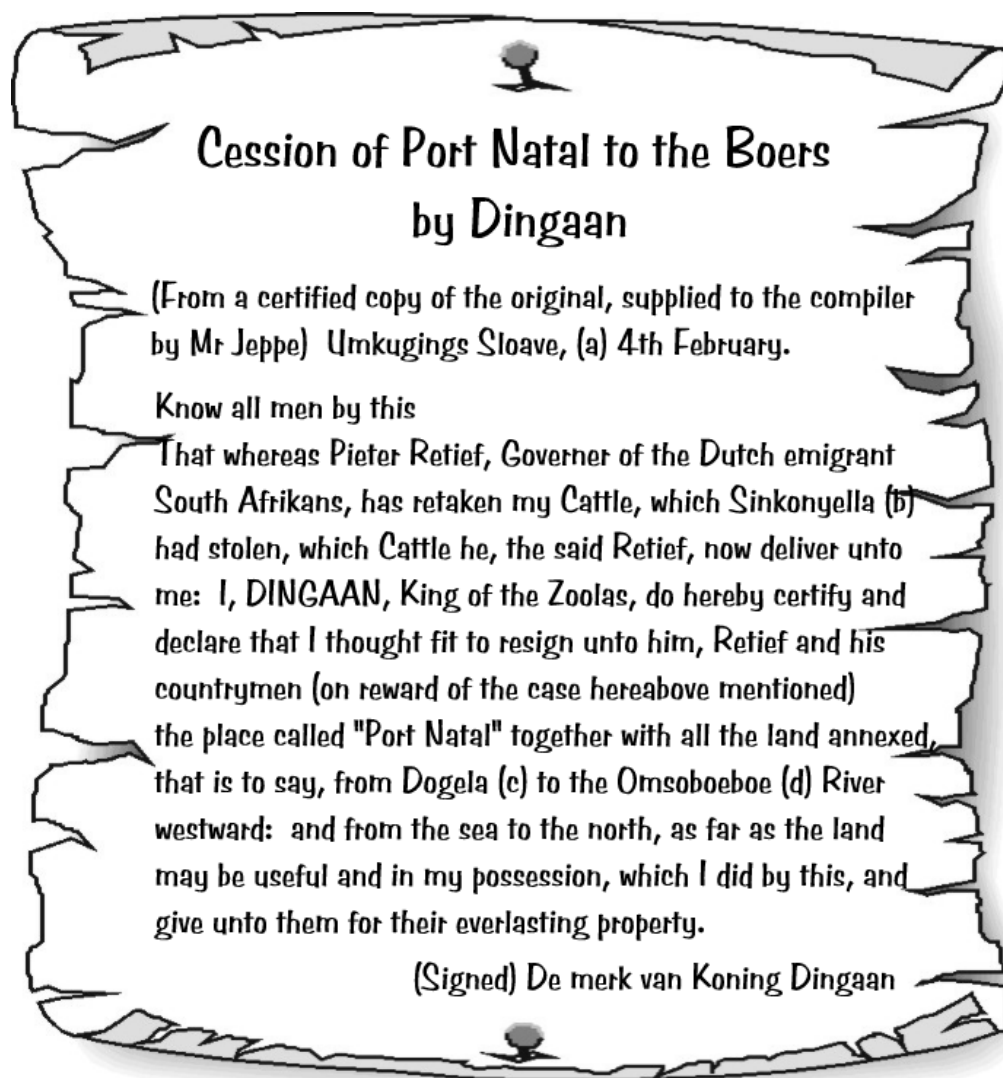 Cession of Port Natal to the Boers
by Dingaan
(From a certified copy of the original, supplied to the compiler
by Mr Jeppe) Umkugings Sloave, (a) 4th February.
Know all men by this
That whereas Pieter Retief, Governer of the Dutch emigrant
South Afrikans, has retaken my Cattle, which Sinkonyella (b)
had stolen, which Cattle he, the said Retief, now deliver unto
me: I, DINGAAN, King of the Zoolas, do hereby certify and
declare that I thought fit to resign unto him, Retief and his
countrymen (on reward of the case hereabove mentioned)
the place called "Port Natal" together with all the land annexed,
that is to say, from Dogela (c) to the Omsoboeboe (d) River
westward: and from the sea to the north, as far as the land
may be useful and in my possession, which I did by this, and
give unto them for their everlasting property.
(Signed) De merk van Koning Dingaan